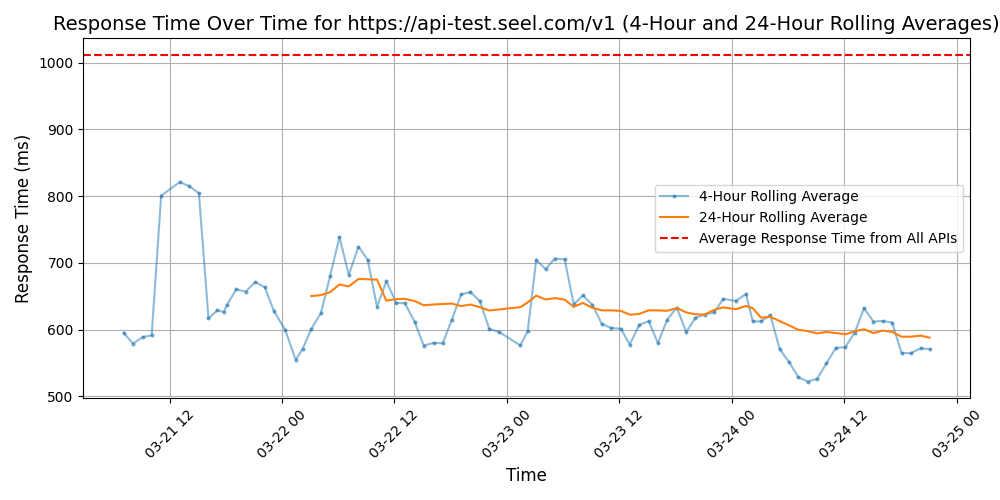 Response Time Over Time for https://api-test.seel.com/v1 (4-Hour and 24-Hour Rolling Averages)
Response Time (ms)
1000
900
800
700
600
500
4-Hour Rolling Average
24-Hour Rolling Average
Average Response Time from All APIs
03-21 12
03-22 00
03-22 12
03-23 00
03-23 12
03-24 00
03-24 12
03-25 00
Time